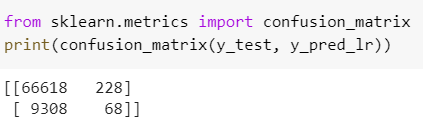 from sklearn.metrics import confusion_matrix
print(confusion_matrix(y_test, y_pred_lr))
[[66618   228]
 [ 9308    68]]